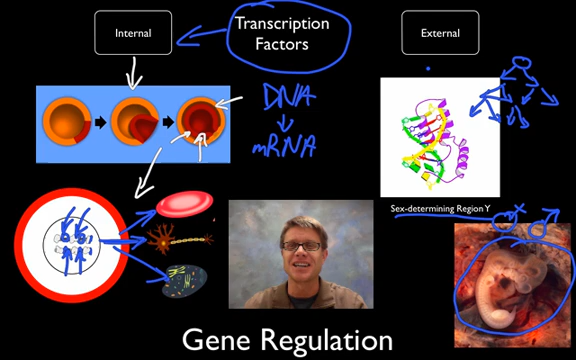 Internal
Transcription
Factors
External
DNA
mRNA
Sex-determining Region Y
Gene Regulation